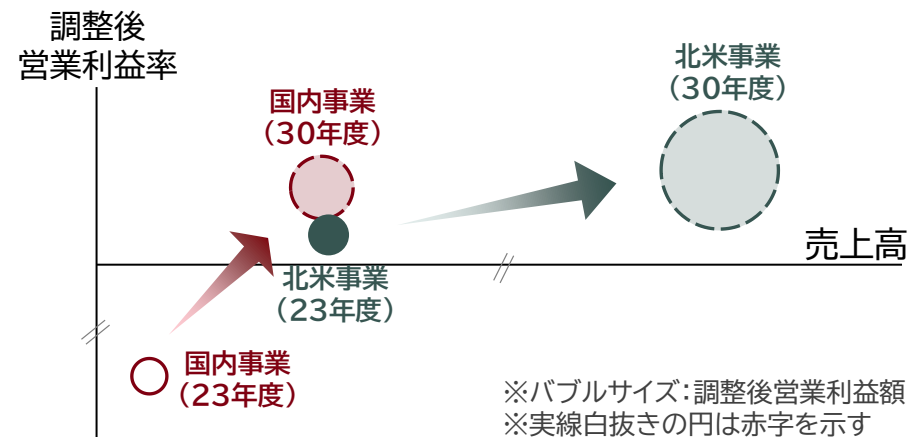 調整後
営業利益率
北米事業
（30年度）
国内事業
（30年度）
売上高
北米事業
（23年度）
国内事業
（23年度）
※バブルサイズ：調整後営業利益額
※実線白抜きの円は赤字を示す